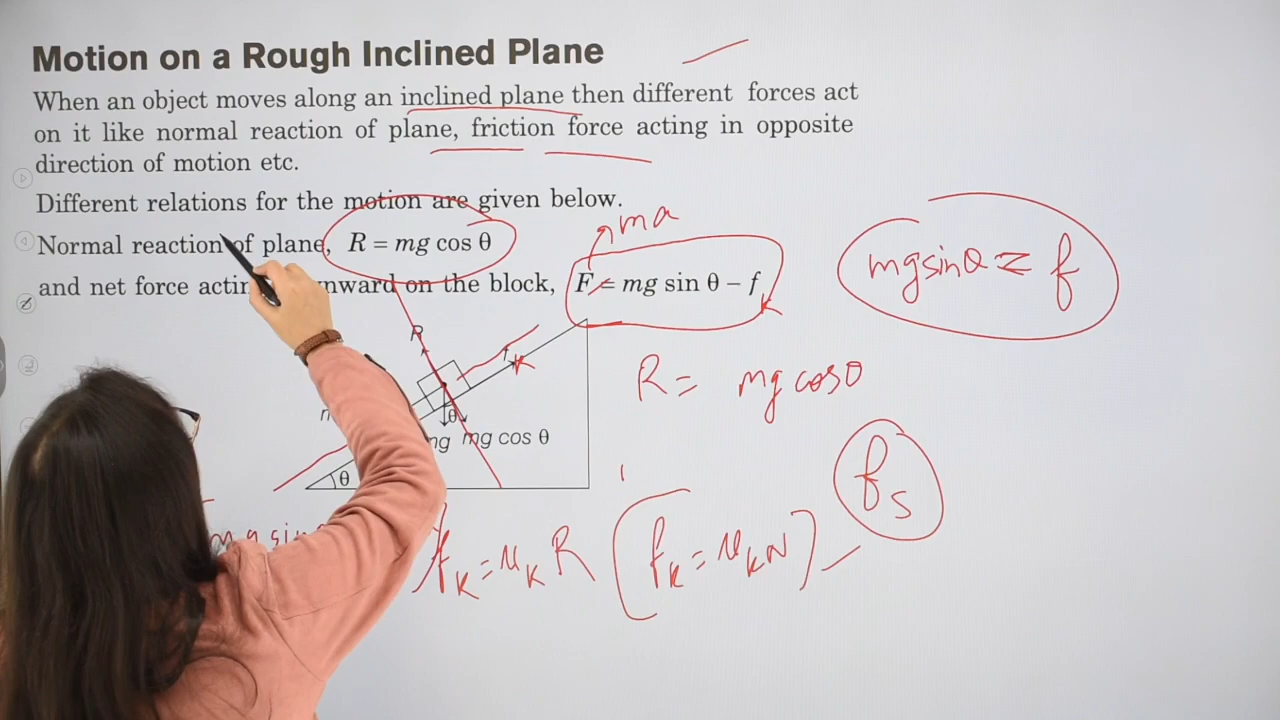 Motion on a Rough Inclined Plane
When an object moves along an inclined plane then different forces act
on it like normal reaction of plane, friction force acting in opposite
direction of motion etc.
Different relations for the motion are given below.
Normal reaction of plane, R = mg cos θ
ma
and net force on the block, F = mg sin θ – f
K
mg sinθ = f
R
f K
R = mg cosθ
θ
mg cos θ
θ
fs
mg sin
fK = μK R (fK = μK N)